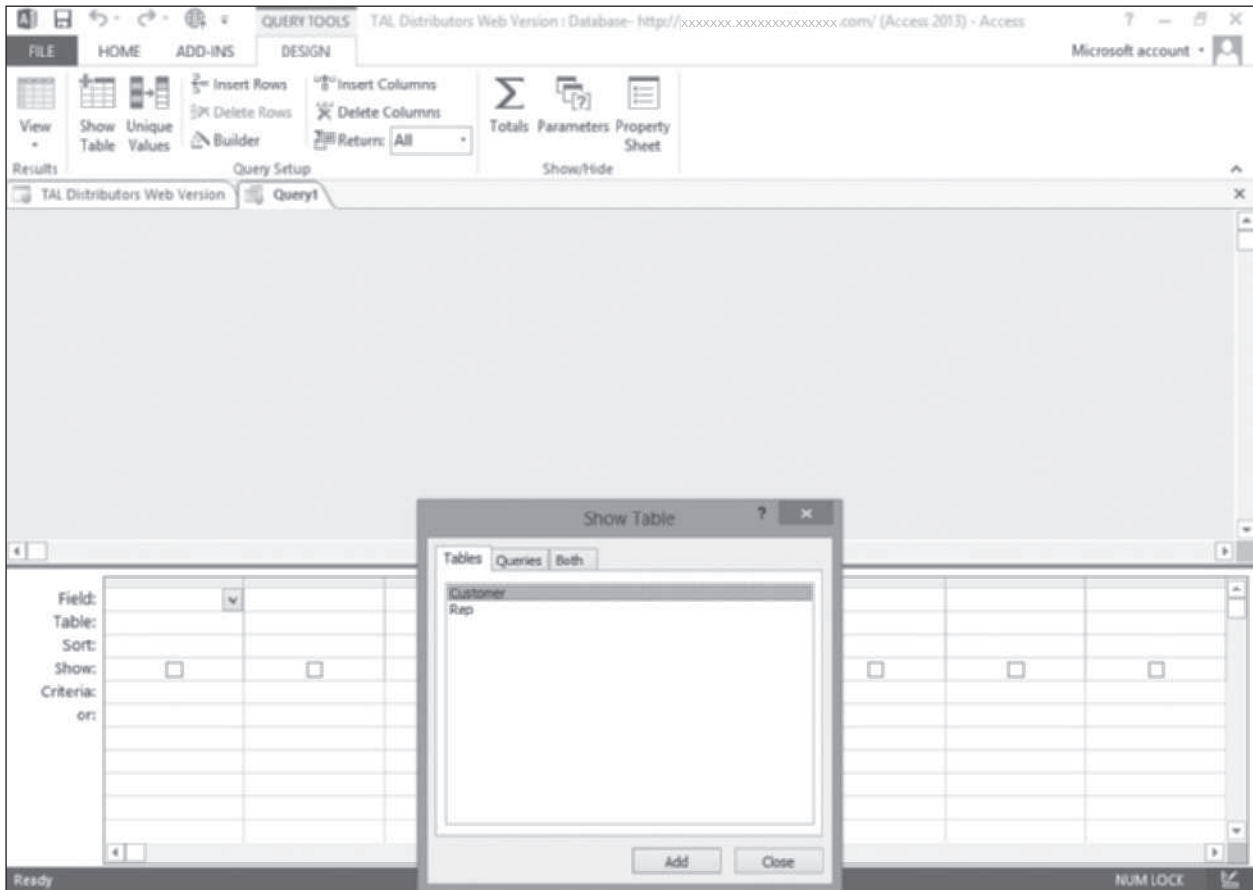 QUERY TOOLS TAL Distributors Web Version : Database- http://xxxxxxx.xxxxxxxxxxxxxx.com/ (Access 2013) - Access ?
FILE HOME ADD-INS DESIGN Microsoft account
View
Show Table
Unique Values
Insert Rows
Delete Rows
Builder
Insert Columns
Delete Columns
Return: All
Totals
Parameters
Property Sheet
Results Query Setup Show/Hide
TAL Distributors Web Version Query1
Show Table ?
Tables Queries Both
Customer
Rep
Field:
Table:
Sort:
Show:
Criteria:
or:
Add Close
Ready NUM LOCK